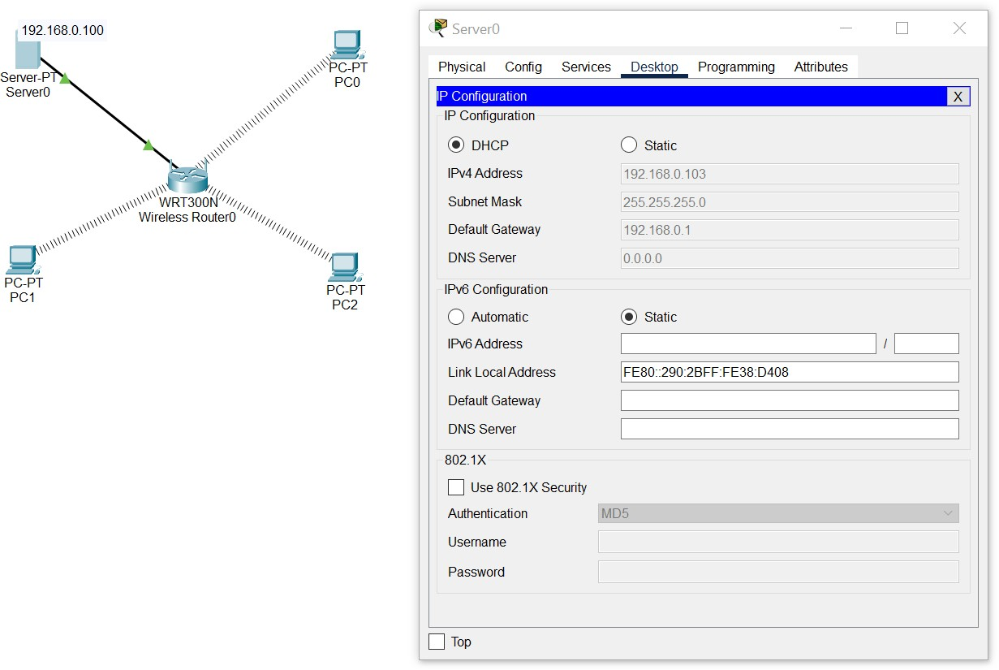 192.168.0.100
Server-PT
Server0
PC-PT
PC0
WRT300N
Wireless Router0
PC-PT
PC1
PC-PT
PC2
Server0
Physical Config Services Desktop Programming Attributes
IP Configuration X
IP Configuration
DHCP Static
IPv4 Address 192.168.0.103
Subnet Mask 255.255.255.0
Default Gateway 192.168.0.1
DNS Server 0.0.0.0
IPv6 Configuration
Automatic Static
IPv6 Address /
Link Local Address FE80::290:2BFF:FE38:D408
Default Gateway
DNS Server
802.1X
Use 802.1X Security
Authentication MD5
Username
Password
Top